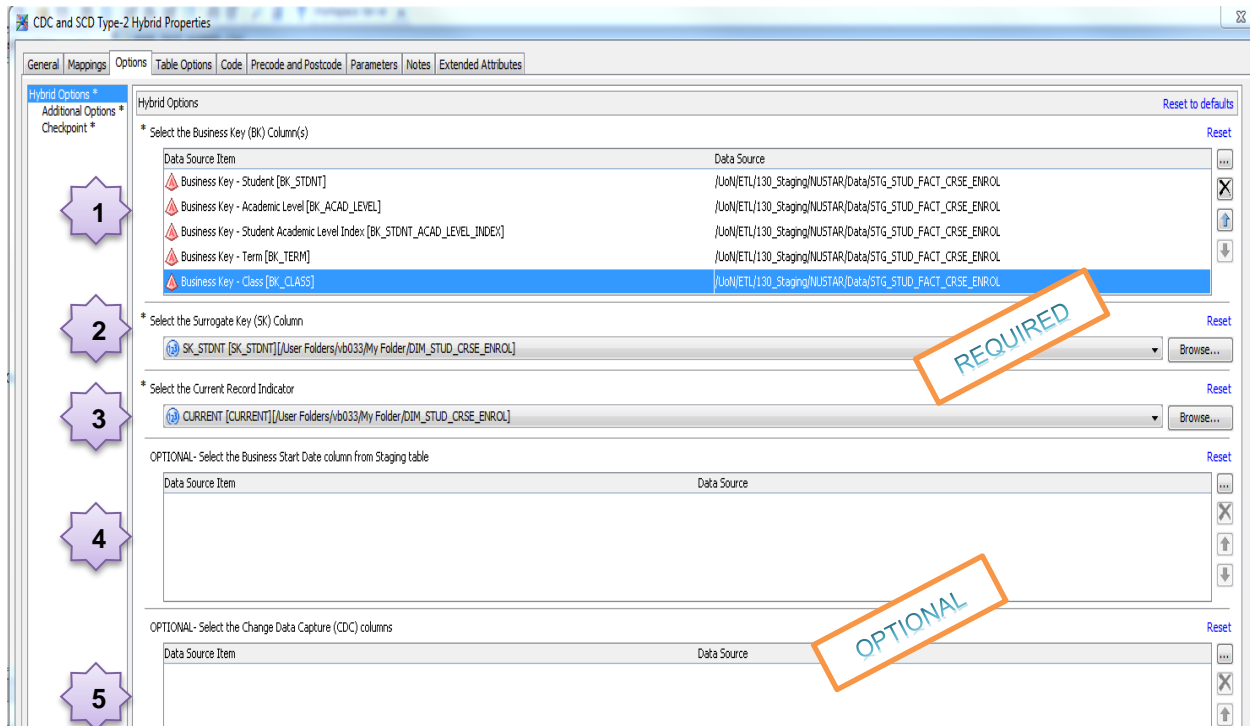 CDC and SCD Type-2 Hybrid Properties
General Mappings Options Table Options Code Precode and Postcode Parameters Notes Extended Attributes
Hybrid Options *
Additional Options *
Checkpoint *
Hybrid Options Reset to defaults
* Select the Business Key (BK) Column(s) Reset
Data Source Item Data Source
...
Business Key - Student [BK_STDNT] /UoN/ETL/130_Staging/NUSTAR/Data/STG_STUD_FACT_CRSE_ENROL
1
Business Key - Academic Level [BK_ACAD_LEVEL] /UoN/ETL/130_Staging/NUSTAR/Data/STG_STUD_FACT_CRSE_ENROL
Business Key - Student Academic Level Index [BK_STDNT_ACAD_LEVEL_INDEX] /UoN/ETL/130_Staging/NUSTAR/Data/STG_STUD_FACT_CRSE_ENROL
Business Key - Term [BK_TERM] /UoN/ETL/130_Staging/NUSTAR/Data/STG_STUD_FACT_CRSE_ENROL
Business Key - Class [BK_CLASS] /UoN/ETL/130_Staging/NUSTAR/Data/STG_STUD_FACT_CRSE_ENROL
REQUIRED
2
* Select the Surrogate Key (SK) Column Reset
123 SK_STDNT [SK_STDNT][/User Folders/vb033/My Folder/DIM_STUD_CRSE_ENROL] Browse...
3
* Select the Current Record Indicator Reset
123 CURRENT [CURRENT][/User Folders/vb033/My Folder/DIM_STUD_CRSE_ENROL] Browse...
OPTIONAL- Select the Business Start Date column from Staging table Reset
Data Source Item Data Source
...
4
OPTIONAL
OPTIONAL- Select the Change Data Capture (CDC) columns Reset
Data Source Item Data Source
...
5